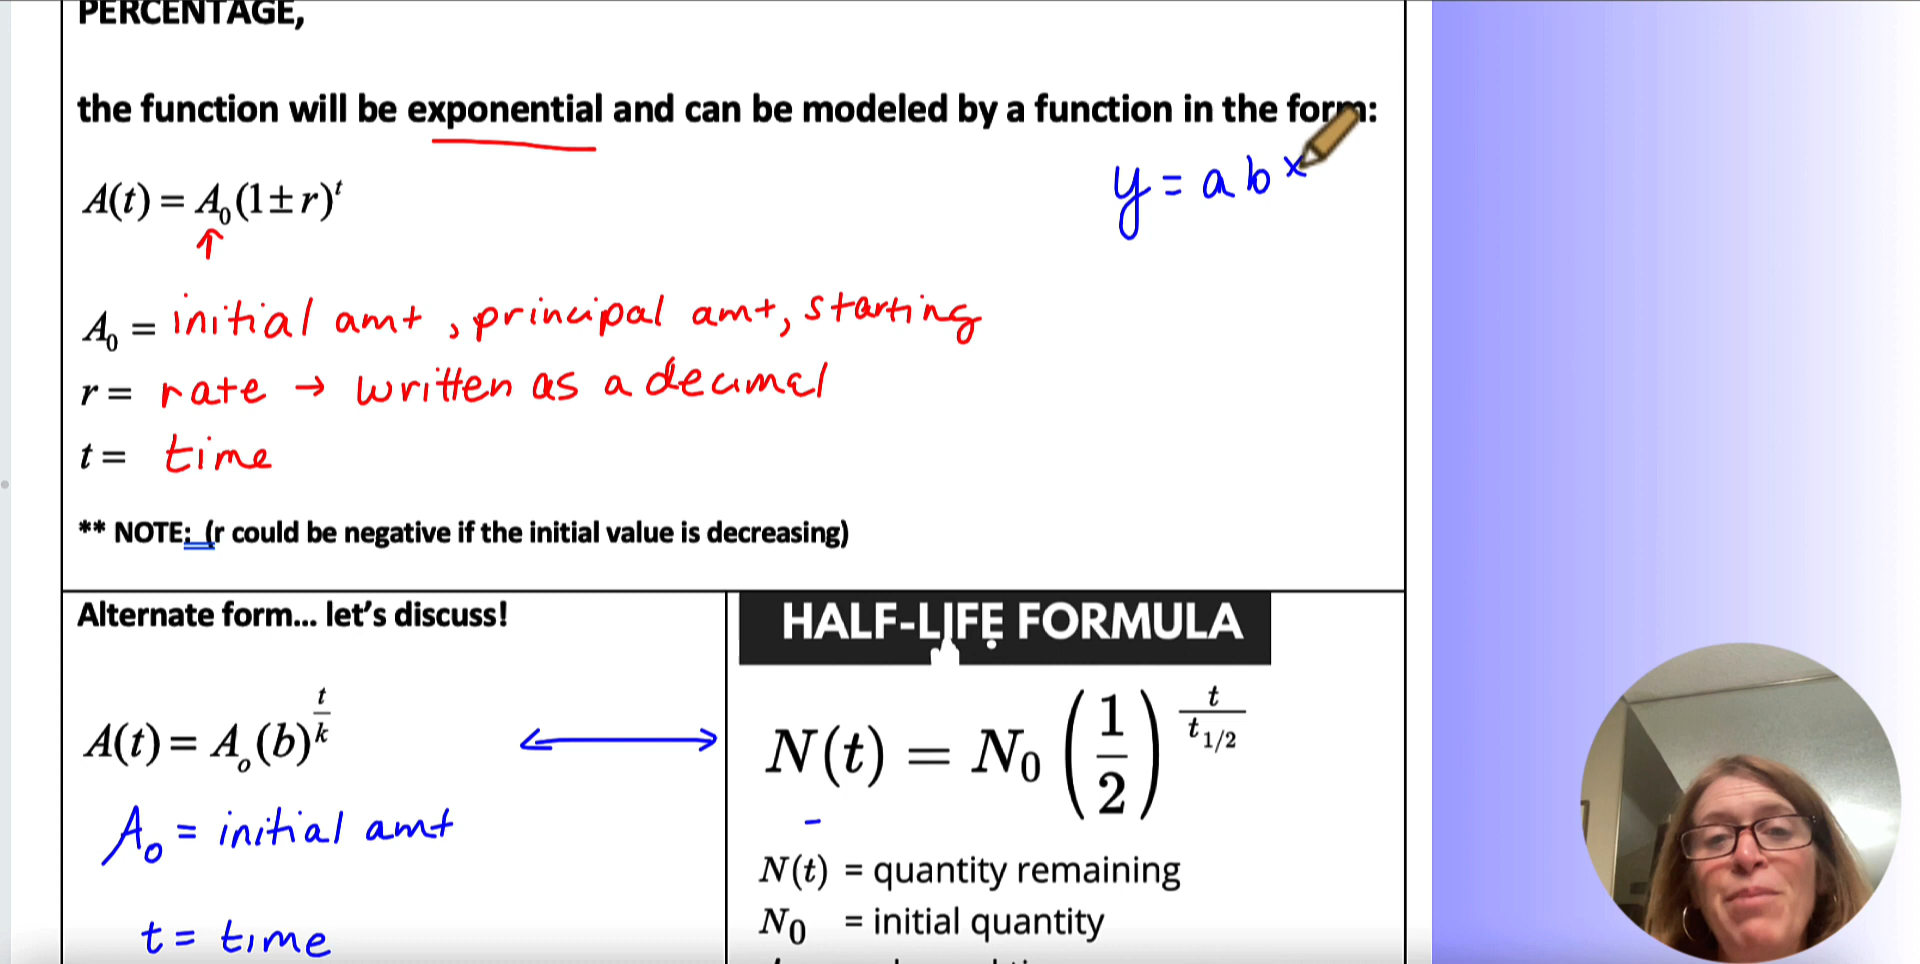 PERCENTAGE,
the function will be exponential and can be modeled by a function in the form:
y = ab^x
A(t) = A₀(1±r)^t
↑
A₀ = initial amt, principal amt, starting
r = rate → written as a decimal
t = time
** NOTE: (r could be negative if the initial value is decreasing)
Alternate form... let's discuss!
A(t) = Aₒ(b)^(t/k)
A₀ = initial amt
t = time
HALF-LIFE FORMULA
N(t) = N₀(1/2)^(t/t₁/₂)
N(t) = quantity remaining
N₀ = initial quantity